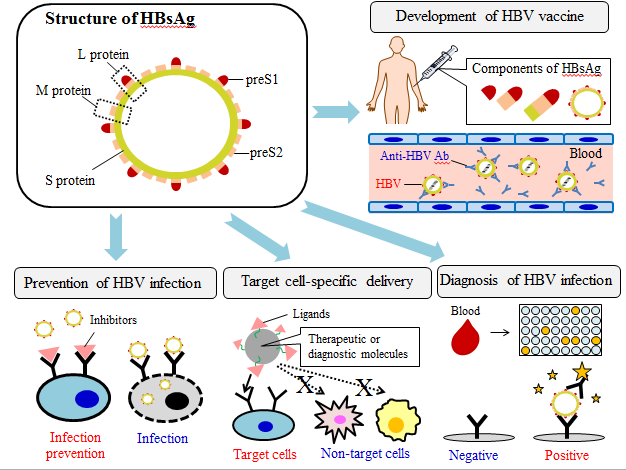 Structure of HBsAg
L protein
M protein
S protein
preS1
preS2
Development of HBV vaccine
Components of HBsAg
Anti-HBV Ab
Blood
HBV
Prevention of HBV infection
Inhibitors
Infection
prevention
Infection
Target cell-specific delivery
Ligands
Therapeutic or
diagnostic molecules
X
X
Target cells
Non-target cells
Diagnosis of HBV infection
Blood
Negative
Positive